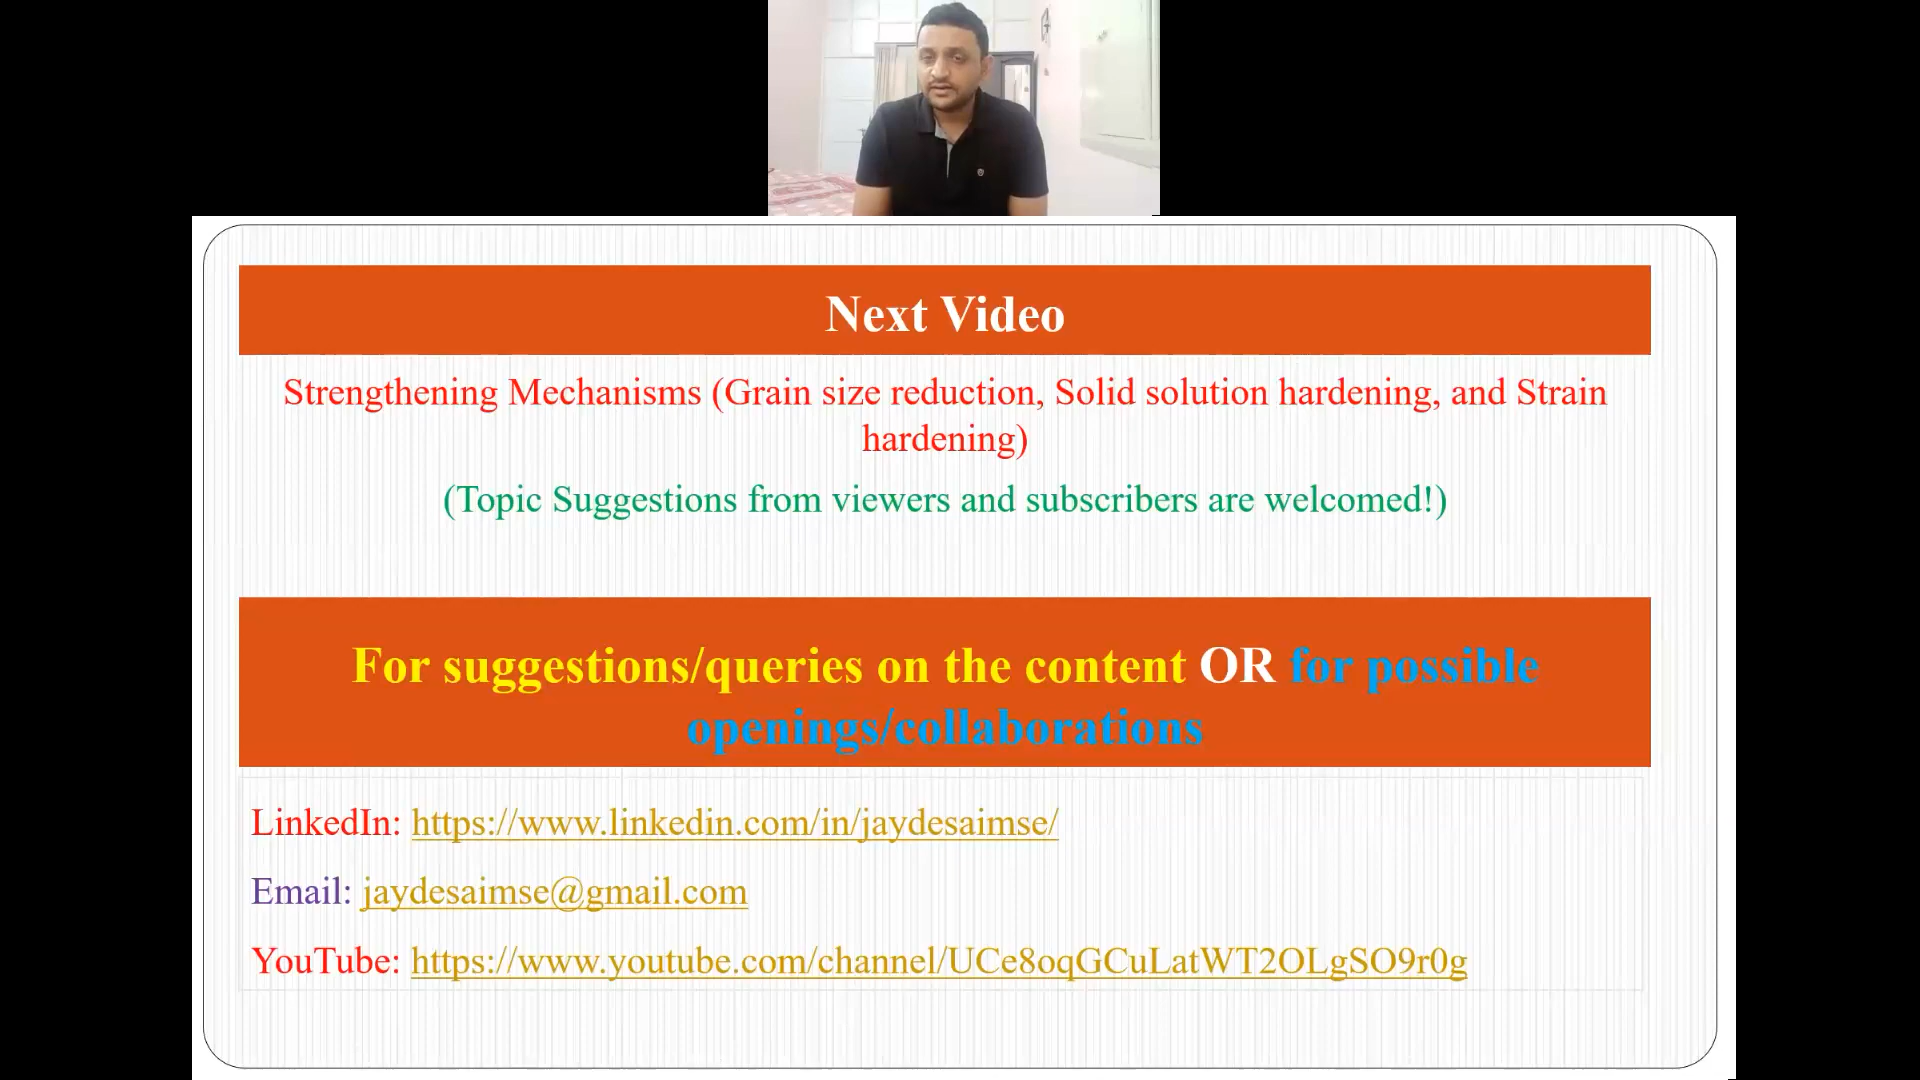 Next Video
Strengthening Mechanisms (Grain size reduction, Solid solution hardening, and Strain
hardening)
(Topic Suggestions from viewers and subscribers are welcomed!)
For suggestions/queries on the content OR for possible
openings/collaborations
LinkedIn: https://www.linkedin.com/in/jaydesaimse/
Email: jaydesaimse@gmail.com
YouTube: https://www.youtube.com/channel/UCe8oqGCuLatWT2OLgSO9r0g